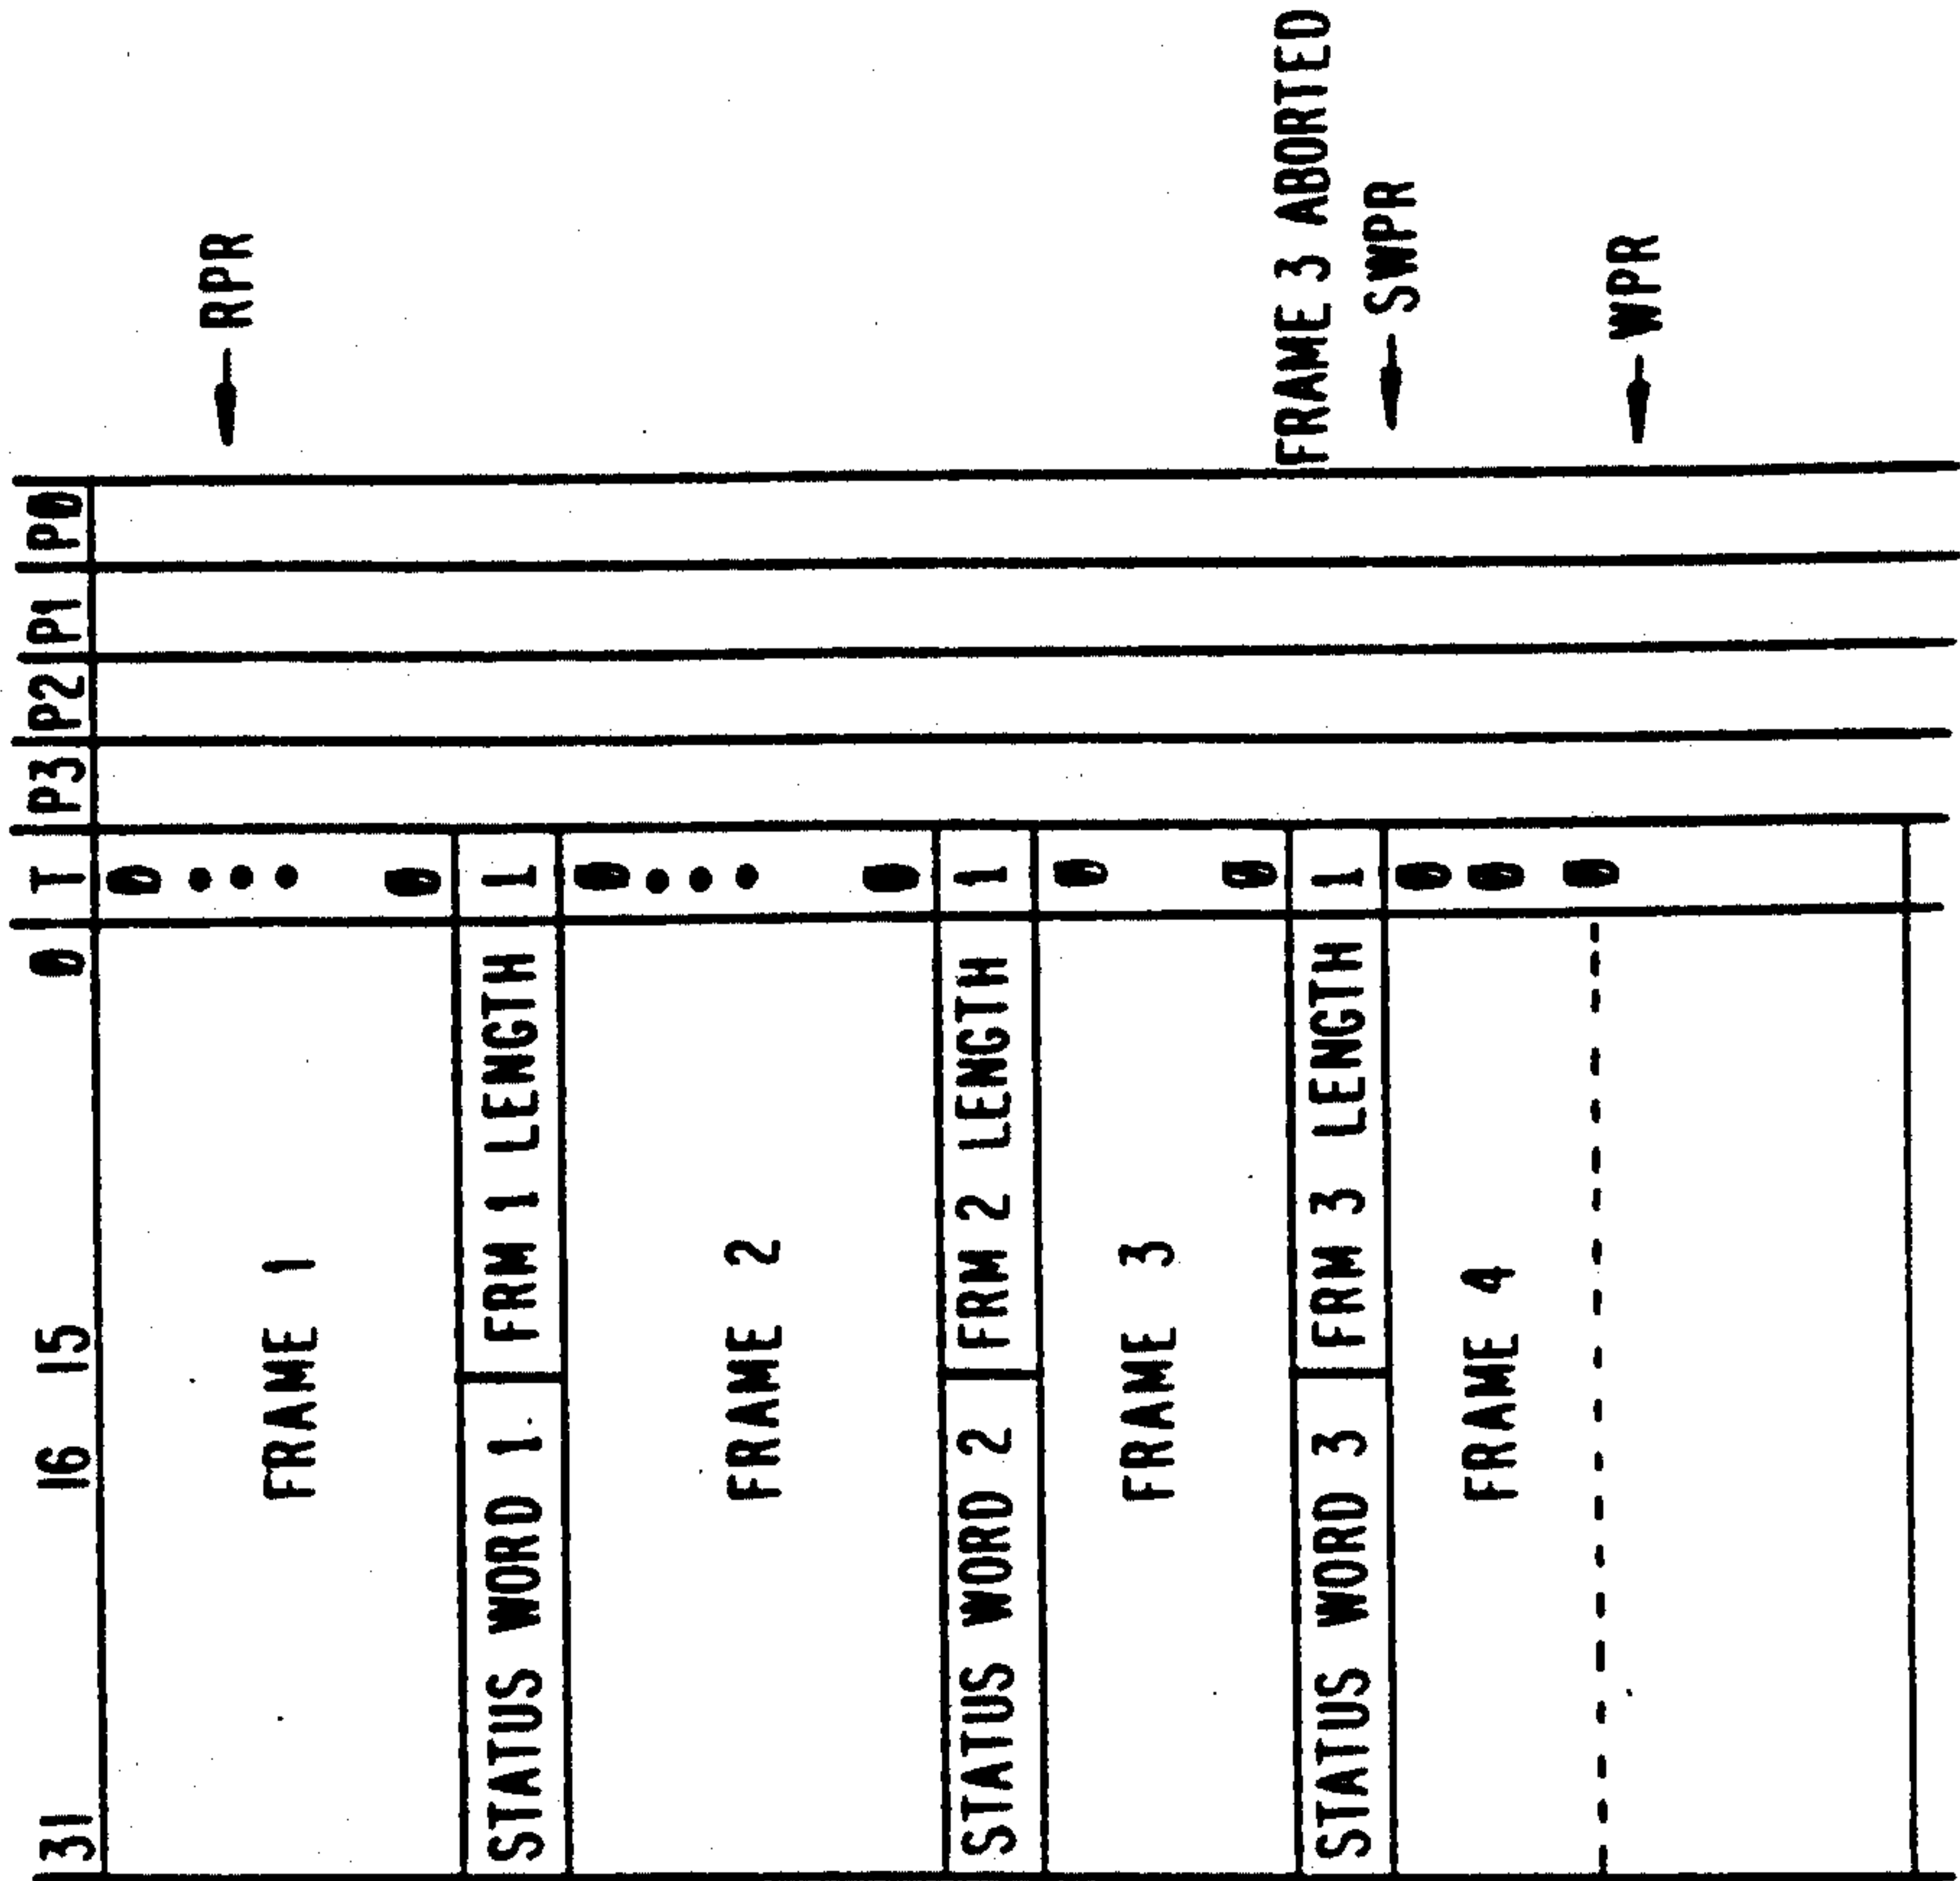 31 16 15 0 T P3 P2 P1 P0
0
FRAME 1
← RPR
0
STATUS WORD 1 FRM 1 LENGTH 1
0
FRAME 2
0
STATUS WORD 2 FRM 2 LENGTH 1
0
FRAME 3
0
STATUS WORD 3 FRM 3 LENGTH 1
FRAME 3 ABORTED
0
← SWPR
FRAME 4
0
0
← WPR